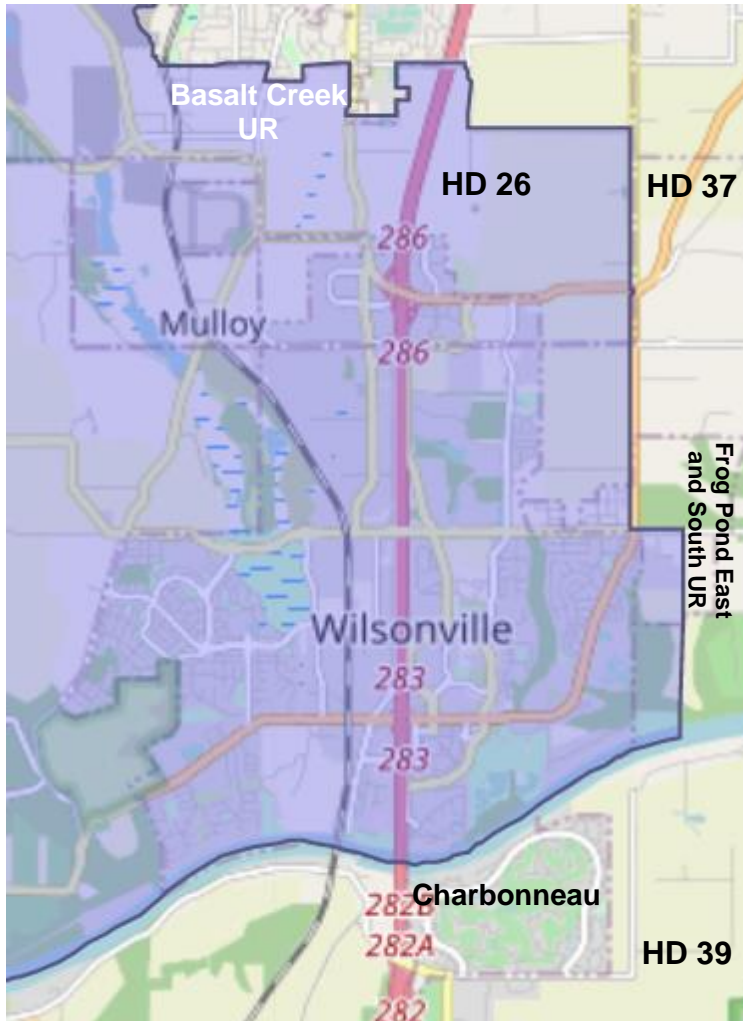 Basalt Creek
UR
HD 26
HD 37
286
Mulloy
286
Frog Pond East
and South UR
Wilsonville
283
283
Charbonneau
282B
282A
HD 39
282